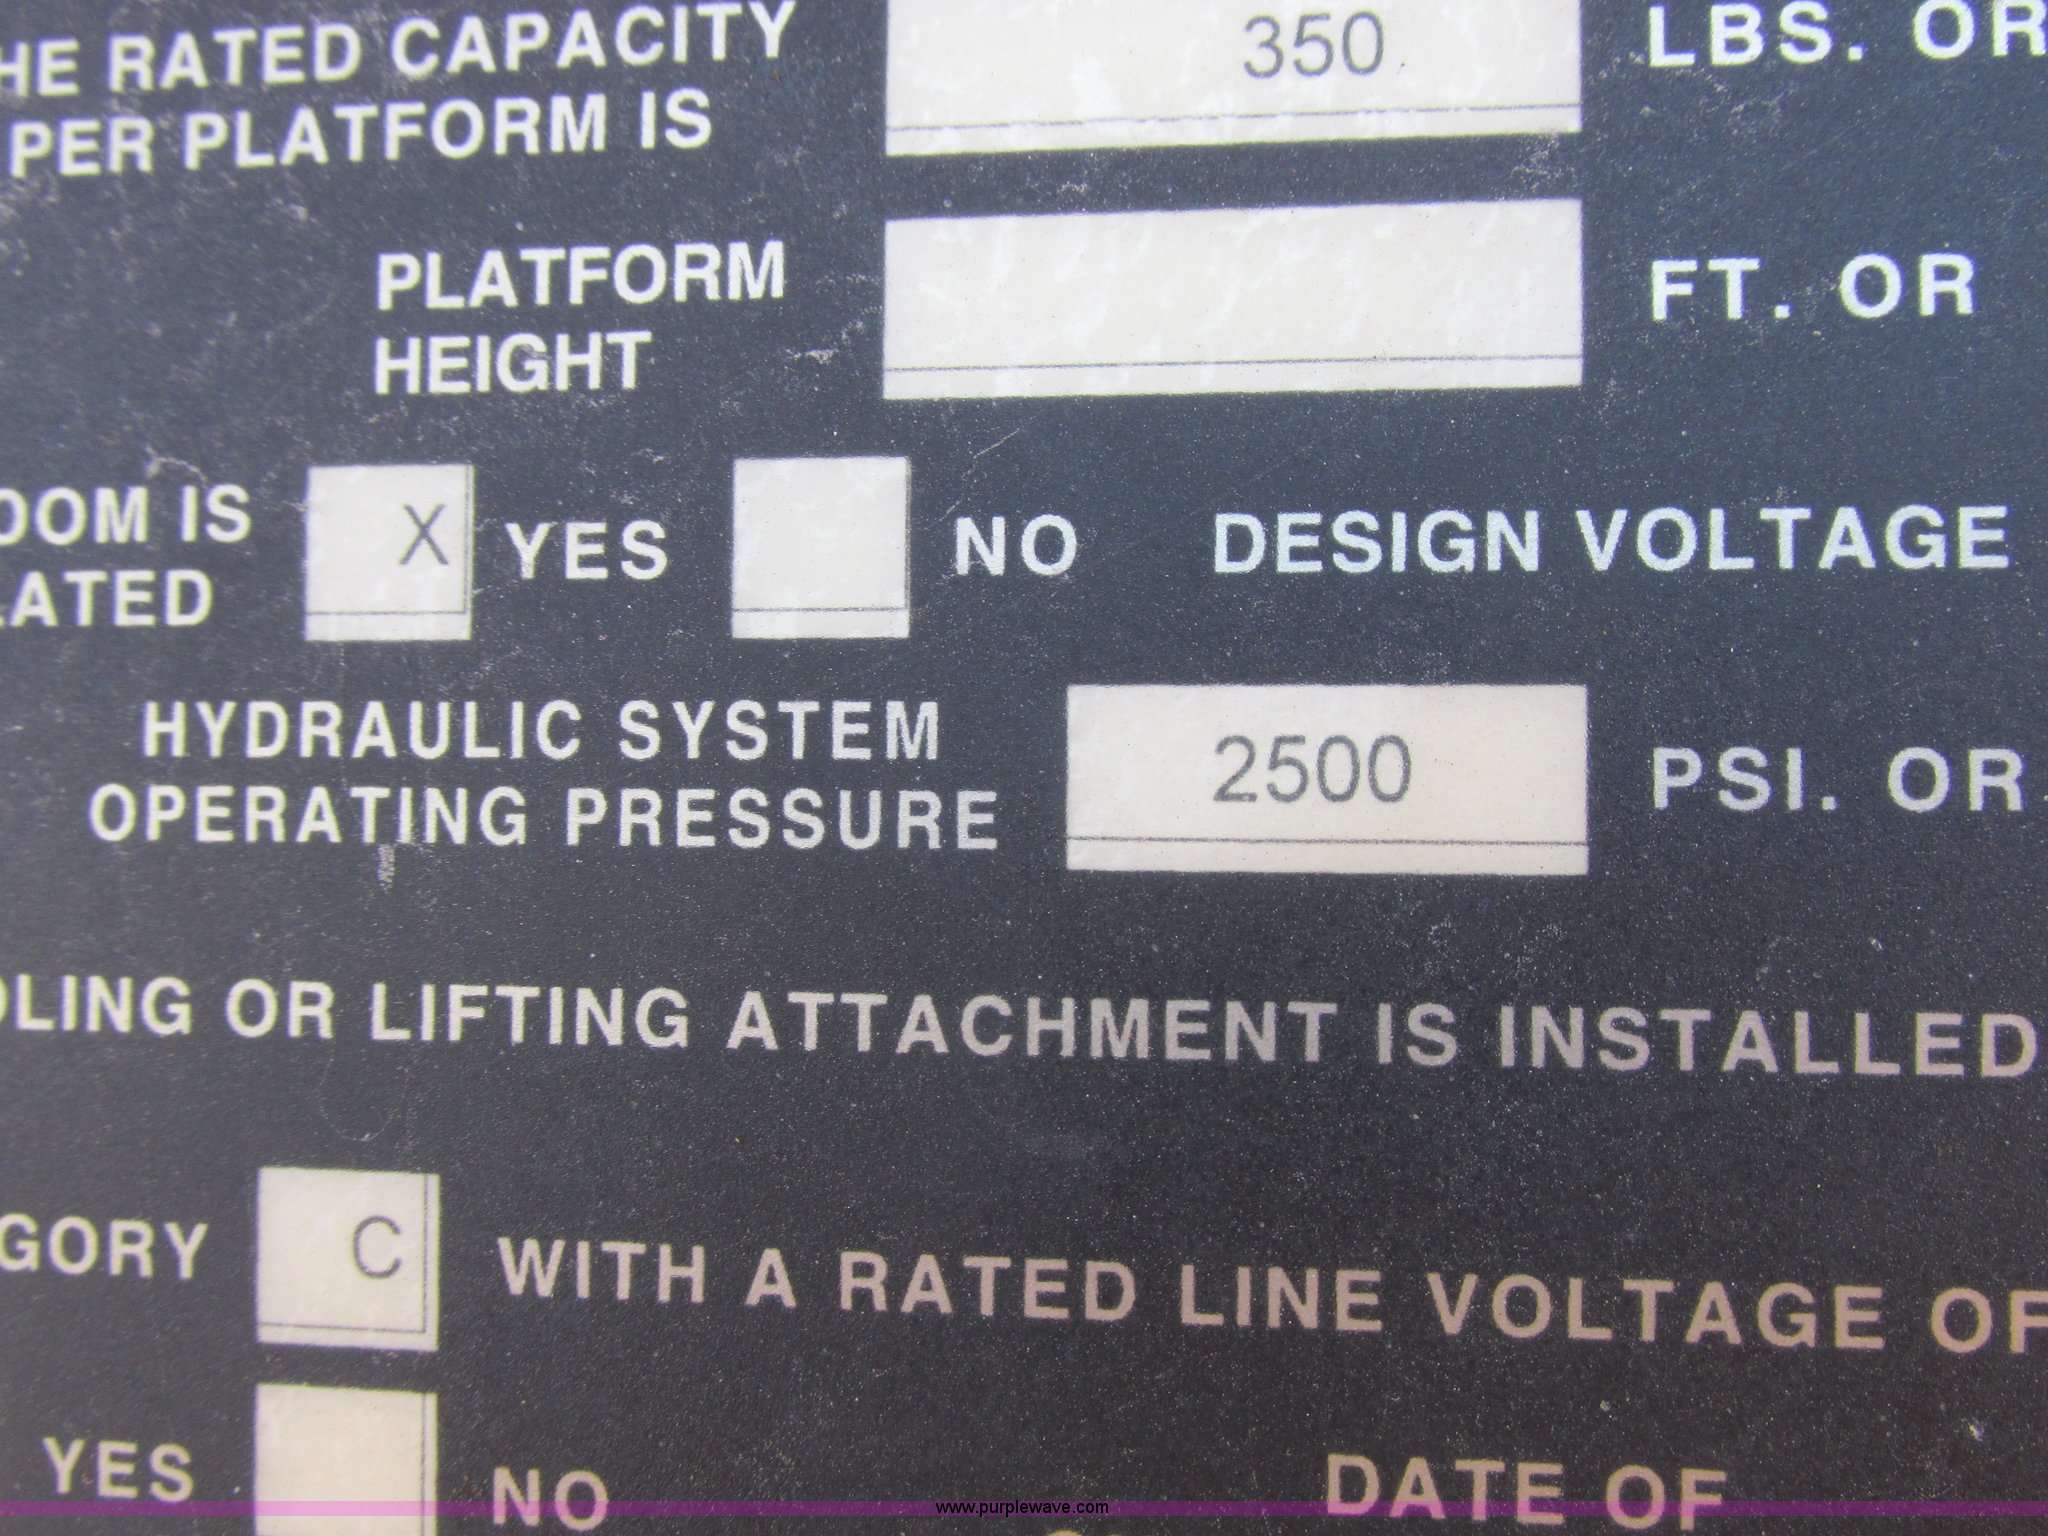 HE RATED CAPACITY
PER PLATFORM IS 350 LBS. OR
PLATFORM
HEIGHT FT. OR
OOM IS
LATED X YES NO DESIGN VOLTAGE
HYDRAULIC SYSTEM
OPERATING PRESSURE 2500 PSI. OR
DLING OR LIFTING ATTACHMENT IS INSTALLED
GORY C WITH A RATED LINE VOLTAGE OF
YES NO DATE OF
www.purplewave.com